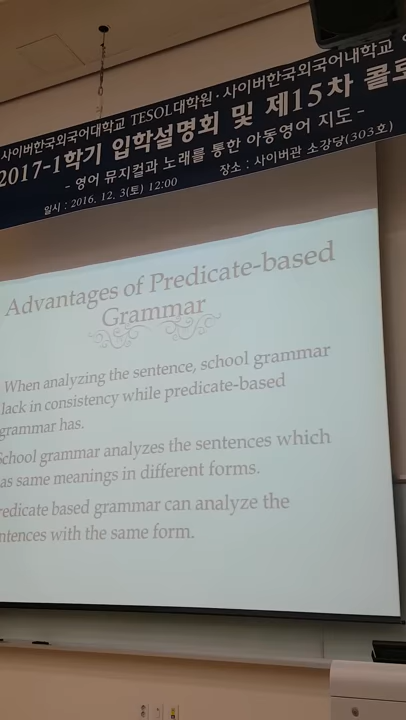 사이버한국외국어대학교 TESOL대학원·사이버한국외국어대학교
2017-1학기 입학설명회 및 제15차 콜로
- 영어 뮤지컬과 노래를 통한 아동영어 지도 -
일시 : 2016. 12. 3(토) 12:00 장소 : 사이버관 소강당(303호)
Advantages of Predicate-based
Grammar
When analyzing the sentence, school grammar
lack in consistency while predicate-based
grammar has.
School grammar analyzes the sentences which
as same meanings in different forms.
redicate based grammar can analyze the
ntences with the same form.